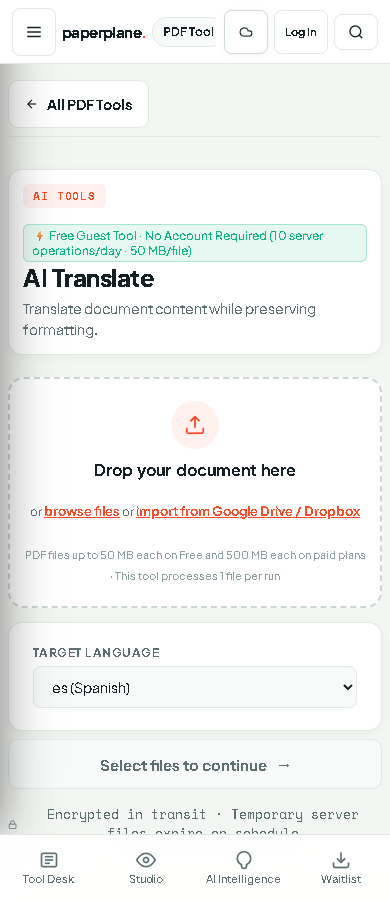 paperplane.
PDF Tool
Log In
All PDF Tools
AI TOOLS
Free Guest Tool · No Account Required (10 server
operations/day · 50 MB/file)
AI Translate
Translate document content while preserving
formatting.
Drop your document here
or browse files or import from Google Drive / Dropbox
PDF files up to 50 MB each on Free and 500 MB each on paid plans
· This tool processes 1 file per run
TARGET LANGUAGE
es (Spanish)
Select files to continue →
Encrypted in transit · Temporary server
files expire on schedule
Tool Desk
Studio
AI Intelligence
Waitlist